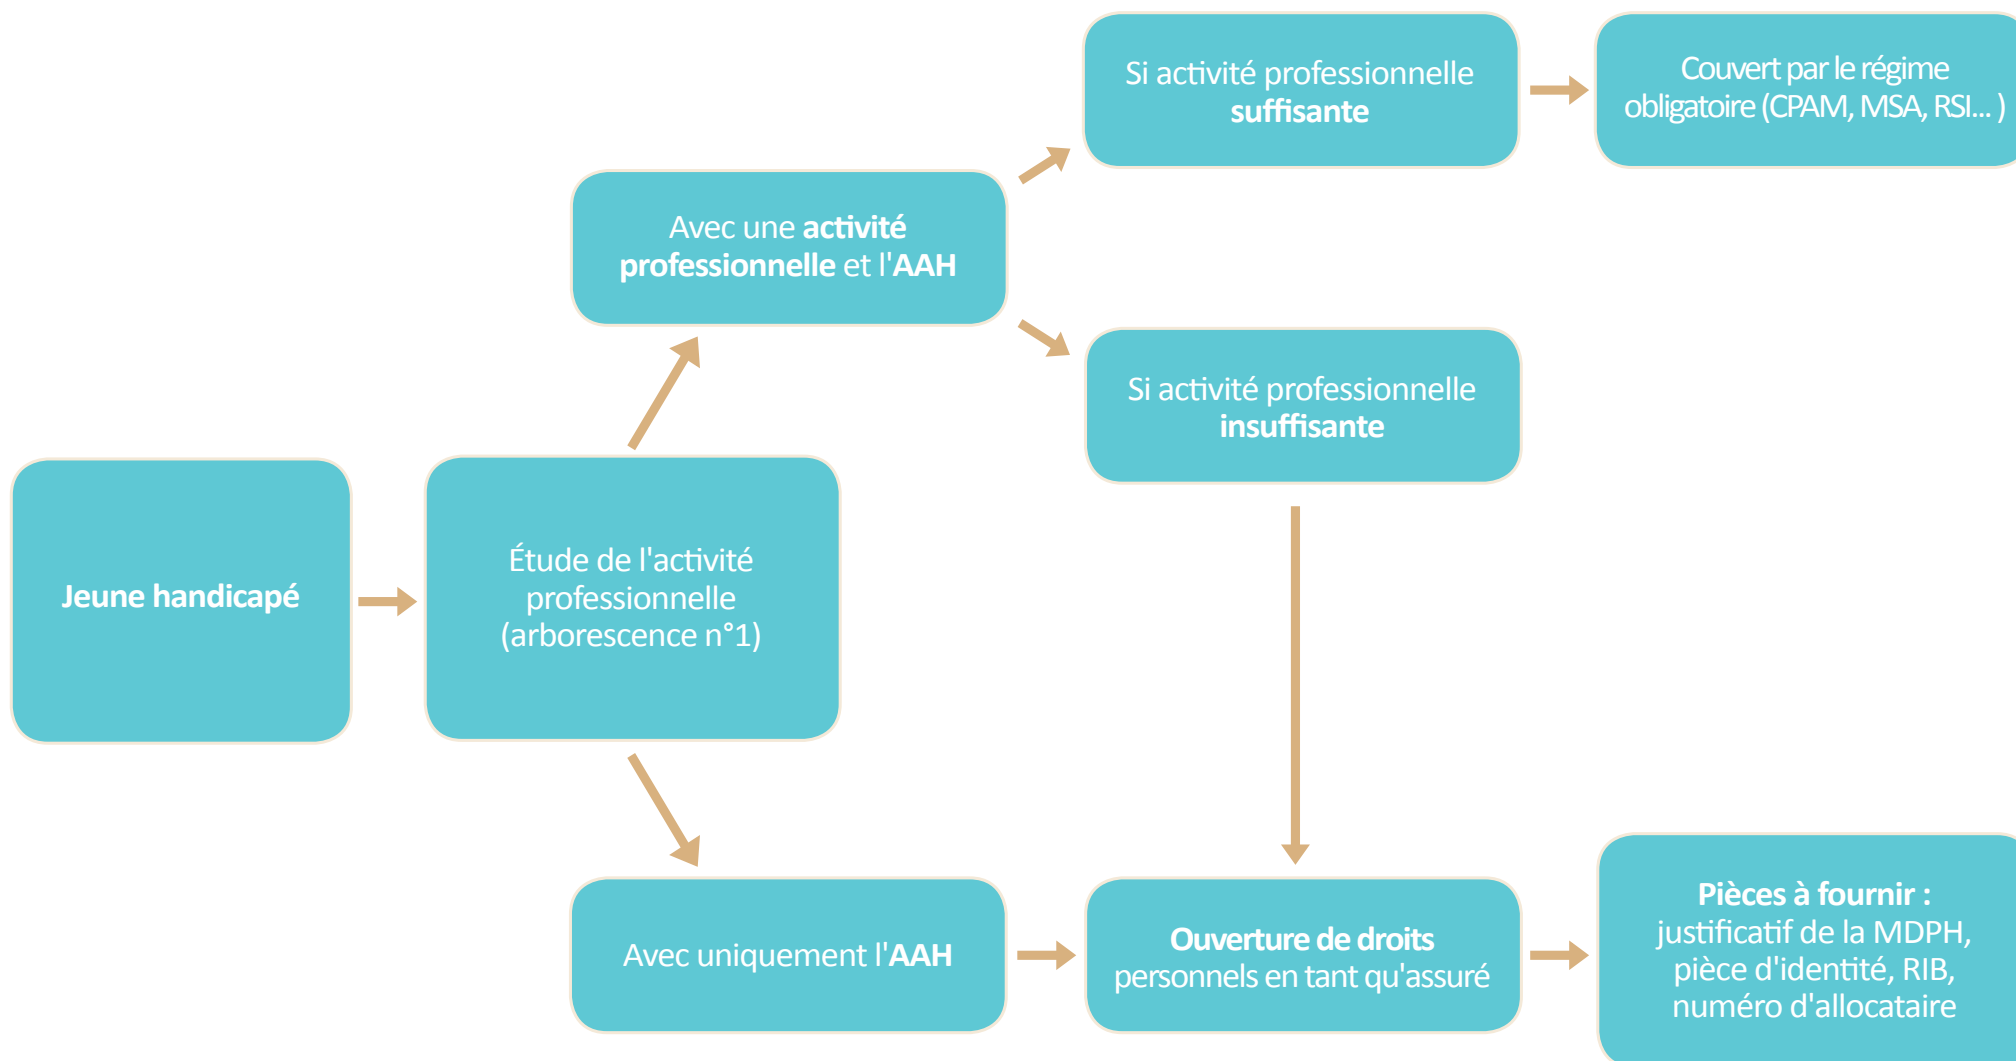 Jeune handicapé
Étude de l'activité
professionnelle
(arborescence n°1)
Avec une activité
professionnelle et l'AAH
Si activité professionnelle
suffisante
Couvert par le régime
obligatoire (CPAM, MSA, RSI... )
Si activité professionnelle
insuffisante
Avec uniquement l'AAH
Ouverture de droits
personnels en tant qu'assuré
Pièces à fournir :
justificatif de la MDPH,
pièce d'identité, RIB,
numéro d'allocataire